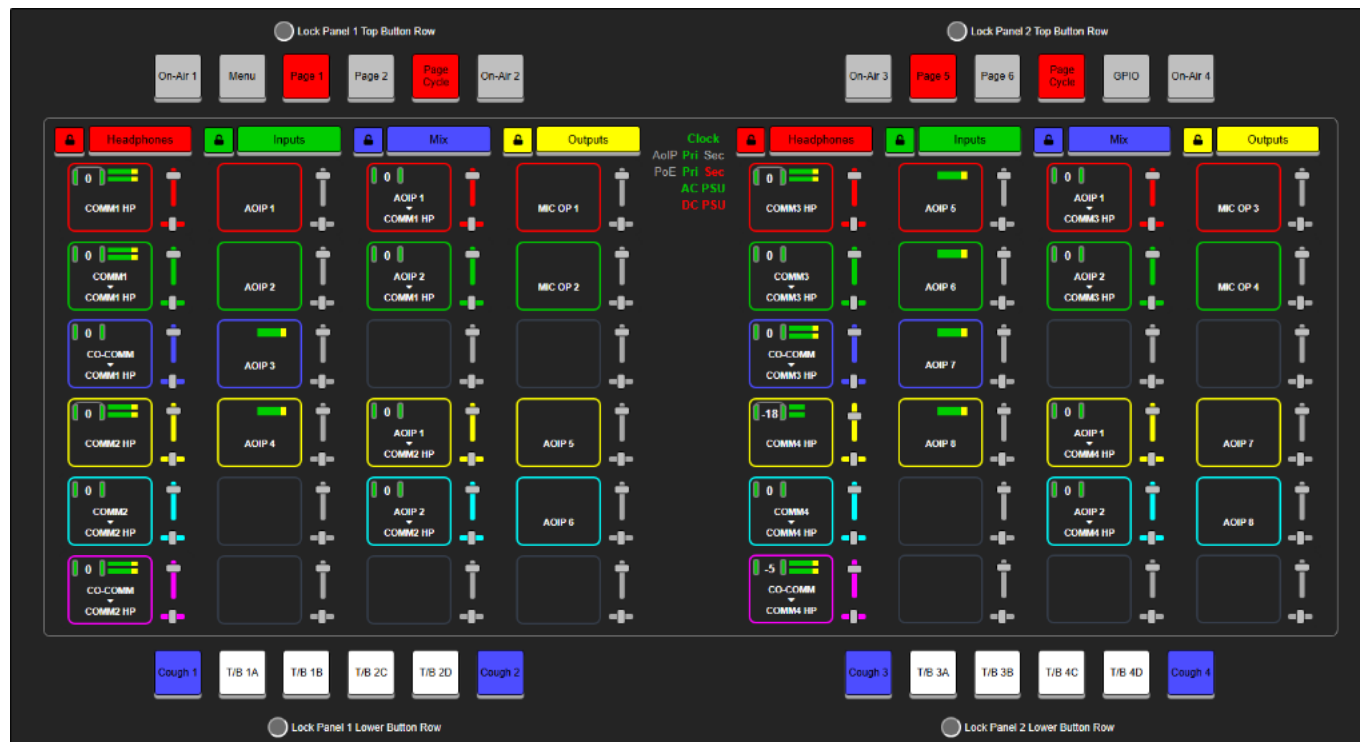 Lock Panel 1 Top Button Row
Lock Panel 2 Top Button Row
On-Air 1
Menu
Page 1
Page 2
Page
Cycle
On-Air 2
On-Air 3
Page 5
Page 6
Page
Cycle
GPIO
On-Air 4
Headphones
Inputs
Mix
Outputs
Clock
AoIP Pri Sec
PoE Pri Sec
AC PSU
DC PSU
Headphones
Inputs
Mix
Outputs
0
COMM1 HP
AOIP 1
0
AOIP 1
COMM1 HP
MIC OP 1
0
COMM3 HP
AOIP 5
0
AOIP 1
COMM3 HP
MIC OP 3
0
COMM1
COMM1 HP
AOIP 2
0
AOIP 2
COMM1 HP
MIC OP 2
0
COMM3
COMM3 HP
AOIP 6
0
AOIP 2
COMM3 HP
MIC OP 4
0
CO-COMM
COMM1 HP
AOIP 3
0
CO-COMM
COMM3 HP
AOIP 7
0
COMM2 HP
AOIP 4
0
AOIP 1
COMM2 HP
AOIP 5
-18
COMM4 HP
AOIP 8
0
AOIP 1
COMM4 HP
AOIP 7
0
COMM2
COMM2 HP
0
AOIP 2
COMM2 HP
AOIP 6
0
COMM4
COMM4 HP
0
AOIP 2
COMM4 HP
AOIP 8
0
CO-COMM
COMM2 HP
-5
CO-COMM
COMM4 HP
Cough 1
T/B 1A
T/B 1B
T/B 2C
T/B 2D
Cough 2
Cough 3
T/B 3A
T/B 3B
T/B 4C
T/B 4D
Cough 4
Lock Panel 1 Lower Button Row
Lock Panel 2 Lower Button Row